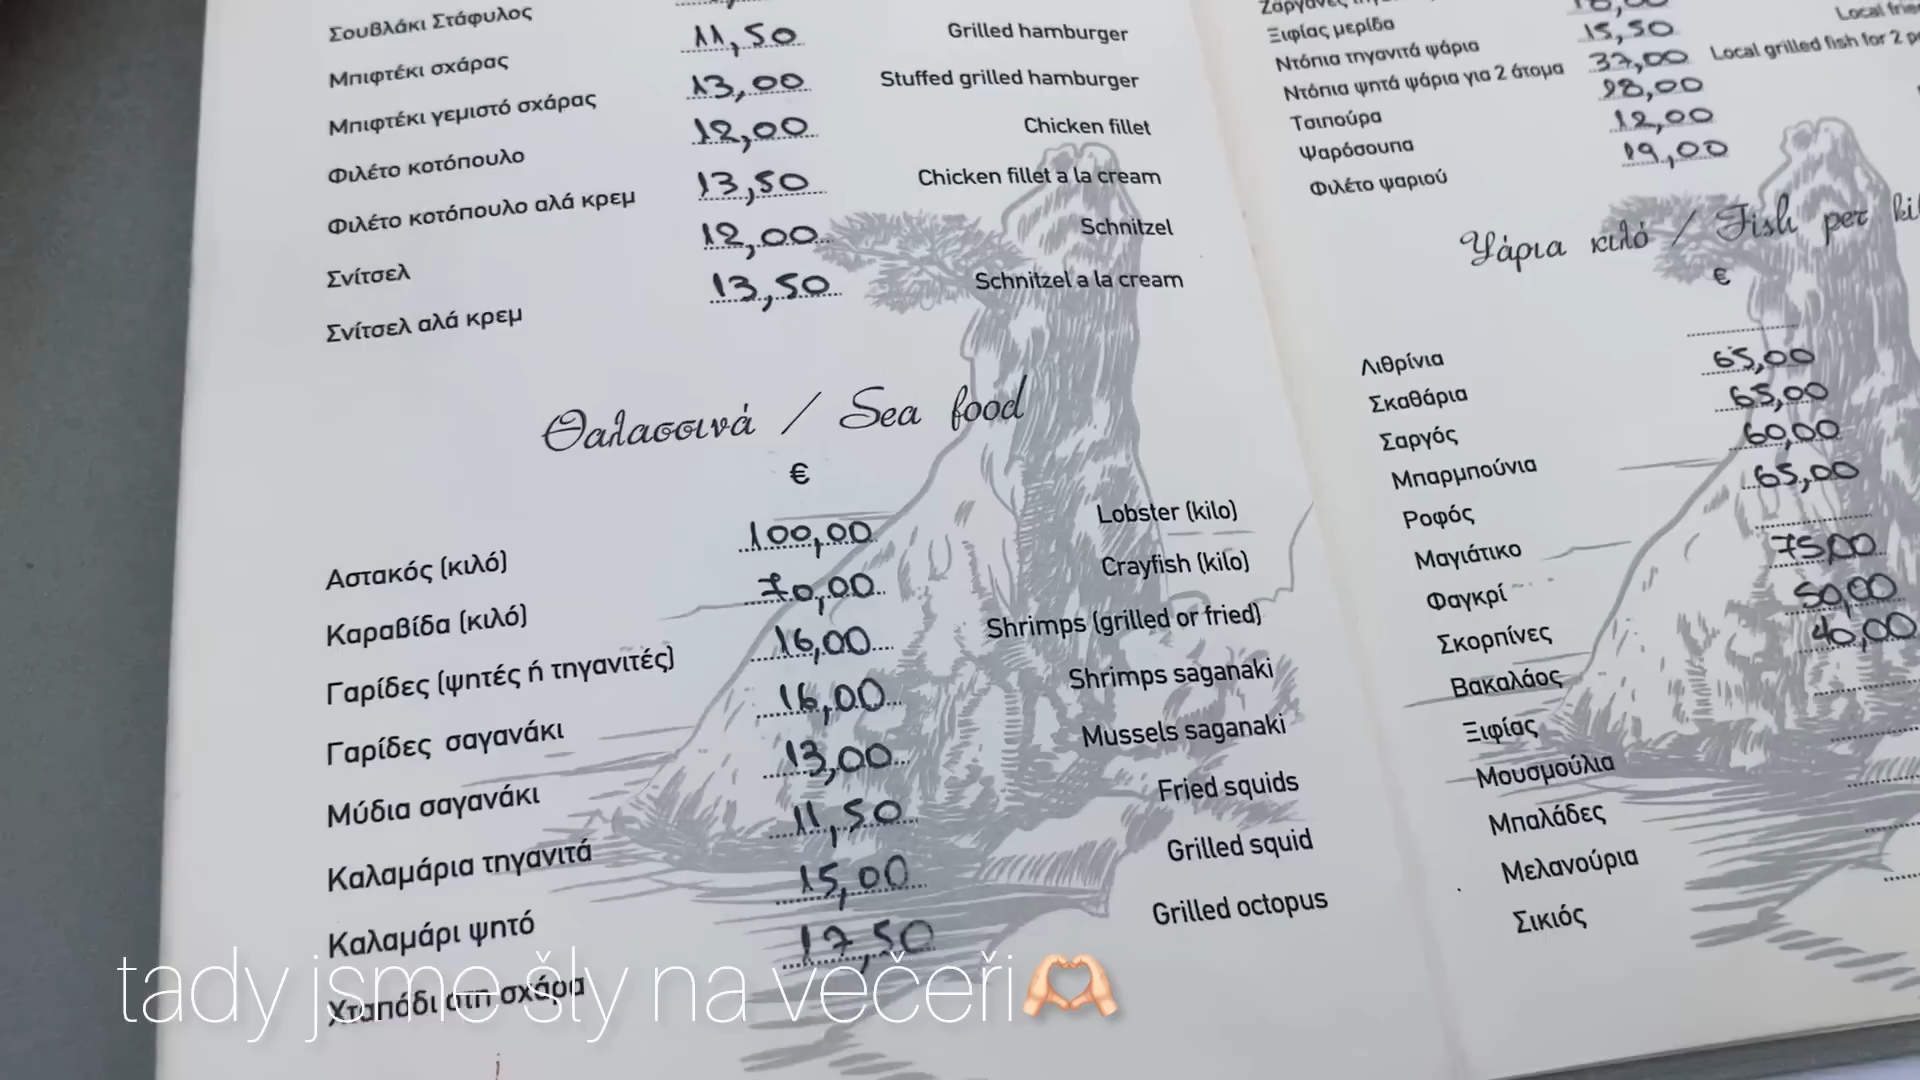 Σουβλάκι Στάφυλος
Μπιφτέκι σχάρας 11,50 Grilled hamburger
Μπιφτέκι γεμιστό σχάρας 13,00 Stuffed grilled hamburger
Φιλέτο κοτόπουλο 12,00 Chicken fillet
Φιλέτο κοτόπουλο αλά κρεμ 13,50 Chicken fillet a la cream
Σνίτσελ 12,00 Schnitzel
Σνίτσελ αλά κρεμ 13,50 Schnitzel a la cream
Θαλασσινά / Sea food
€
Αστακός (κιλό) 100,00 Lobster (kilo)
Καραβίδα (κιλό) 70,00 Crayfish (kilo)
Γαρίδες (ψητές ή τηγανιτές) 16,00 Shrimps (grilled or fried)
Γαρίδες σαγανάκι 16,00 Shrimps saganaki
Μύδια σαγανάκι 13,00 Mussels saganaki
Καλαμάρια τηγανιτά 11,50 Fried squids
Καλαμάρι ψητό 15,00 Grilled squid
Χταπόδι στη σχάρα 17,50 Grilled octopus
Ξιφίας μερίδα
Ντόπια τηγανιτά ψάρια 15,50 Local
Ντόπια ψητά ψάρια για 2 άτομα 37,00 Local grilled fish for 2
Τσιπούρα 18,00
Ψαρόσουπα 12,00
Φιλέτο ψαριού 19,00
Ψάρια κιλό / Fish per
€
Λιθρίνια
Σκαθάρια 65,00
Σαργός 65,00
Μπαρμπούνια 60,00
Ροφός 65,00
Μαγιάτικο
Φαγκρί 75,00
Σκορπίνες 50,00
Βακαλάος 40,00
Ξιφίας
Μουσμούλια
Μπαλάδες
Μελανούρια
Σικιός
tady jsme šly na večeři🫶🏻